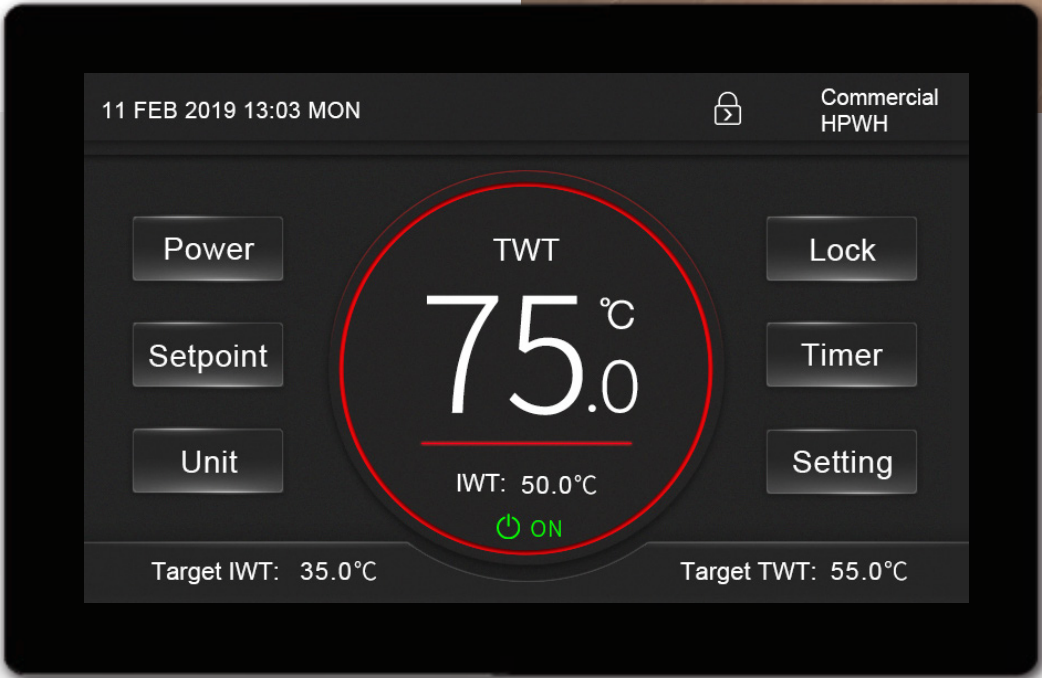 11 FEB 2019 13:03 MON
Commercial
HPWH
Power
Setpoint
Unit
TWT
75.0℃
IWT: 50.0℃
ON
Lock
Timer
Setting
Target IWT: 35.0℃
Target TWT: 55.0℃